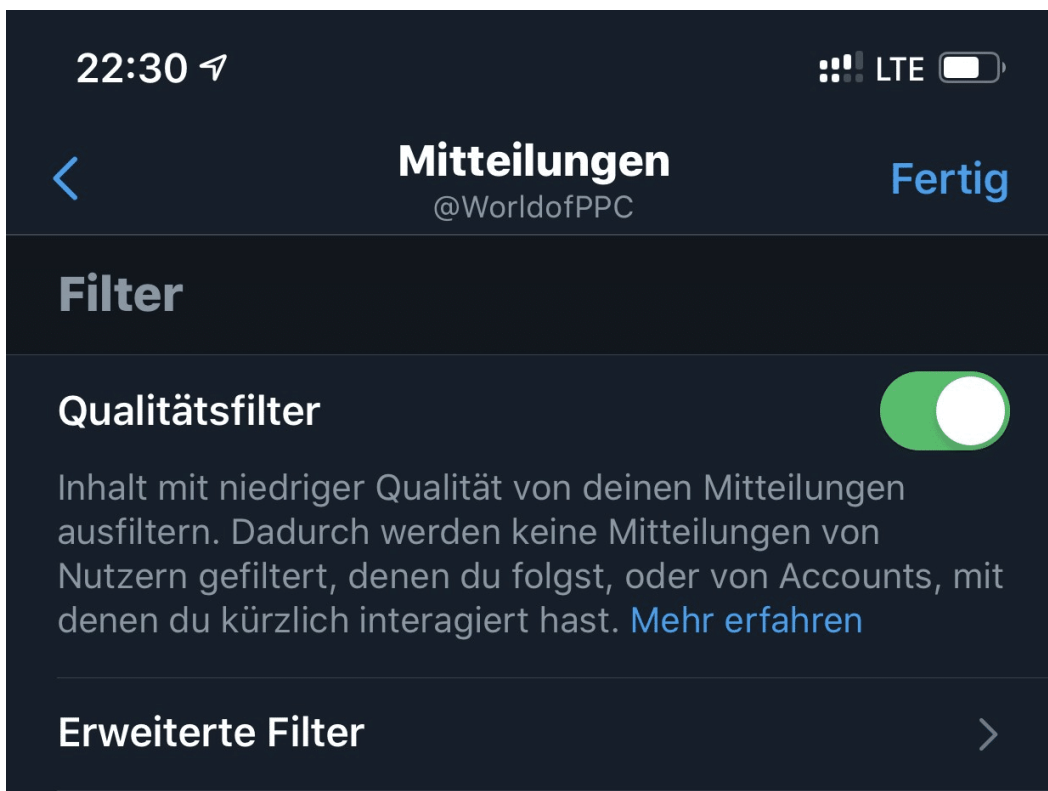 22:30 LTE
Mitteilungen
Fertig
@WorldofPPC
Filter
Qualitätsfilter
Inhalt mit niedriger Qualität von deinen Mitteilungen
ausfiltern. Dadurch werden keine Mitteilungen von
Nutzern gefiltert, denen du folgst, oder von Accounts, mit
denen du kürzlich interagiert hast. Mehr erfahren
Erweiterte Filter